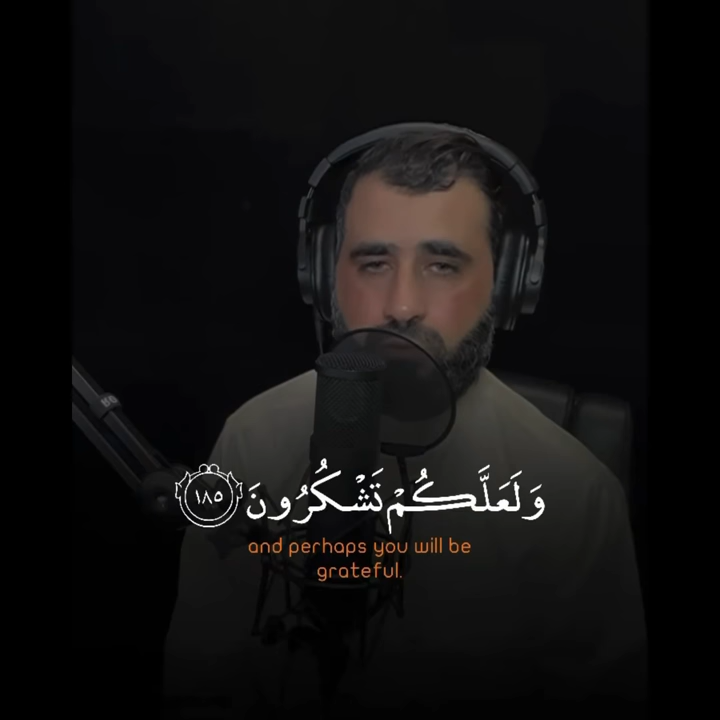 وَلَعَلَّكُمْ تَشْكُرُونَ ١٨٥
and perhaps you will be
grateful.